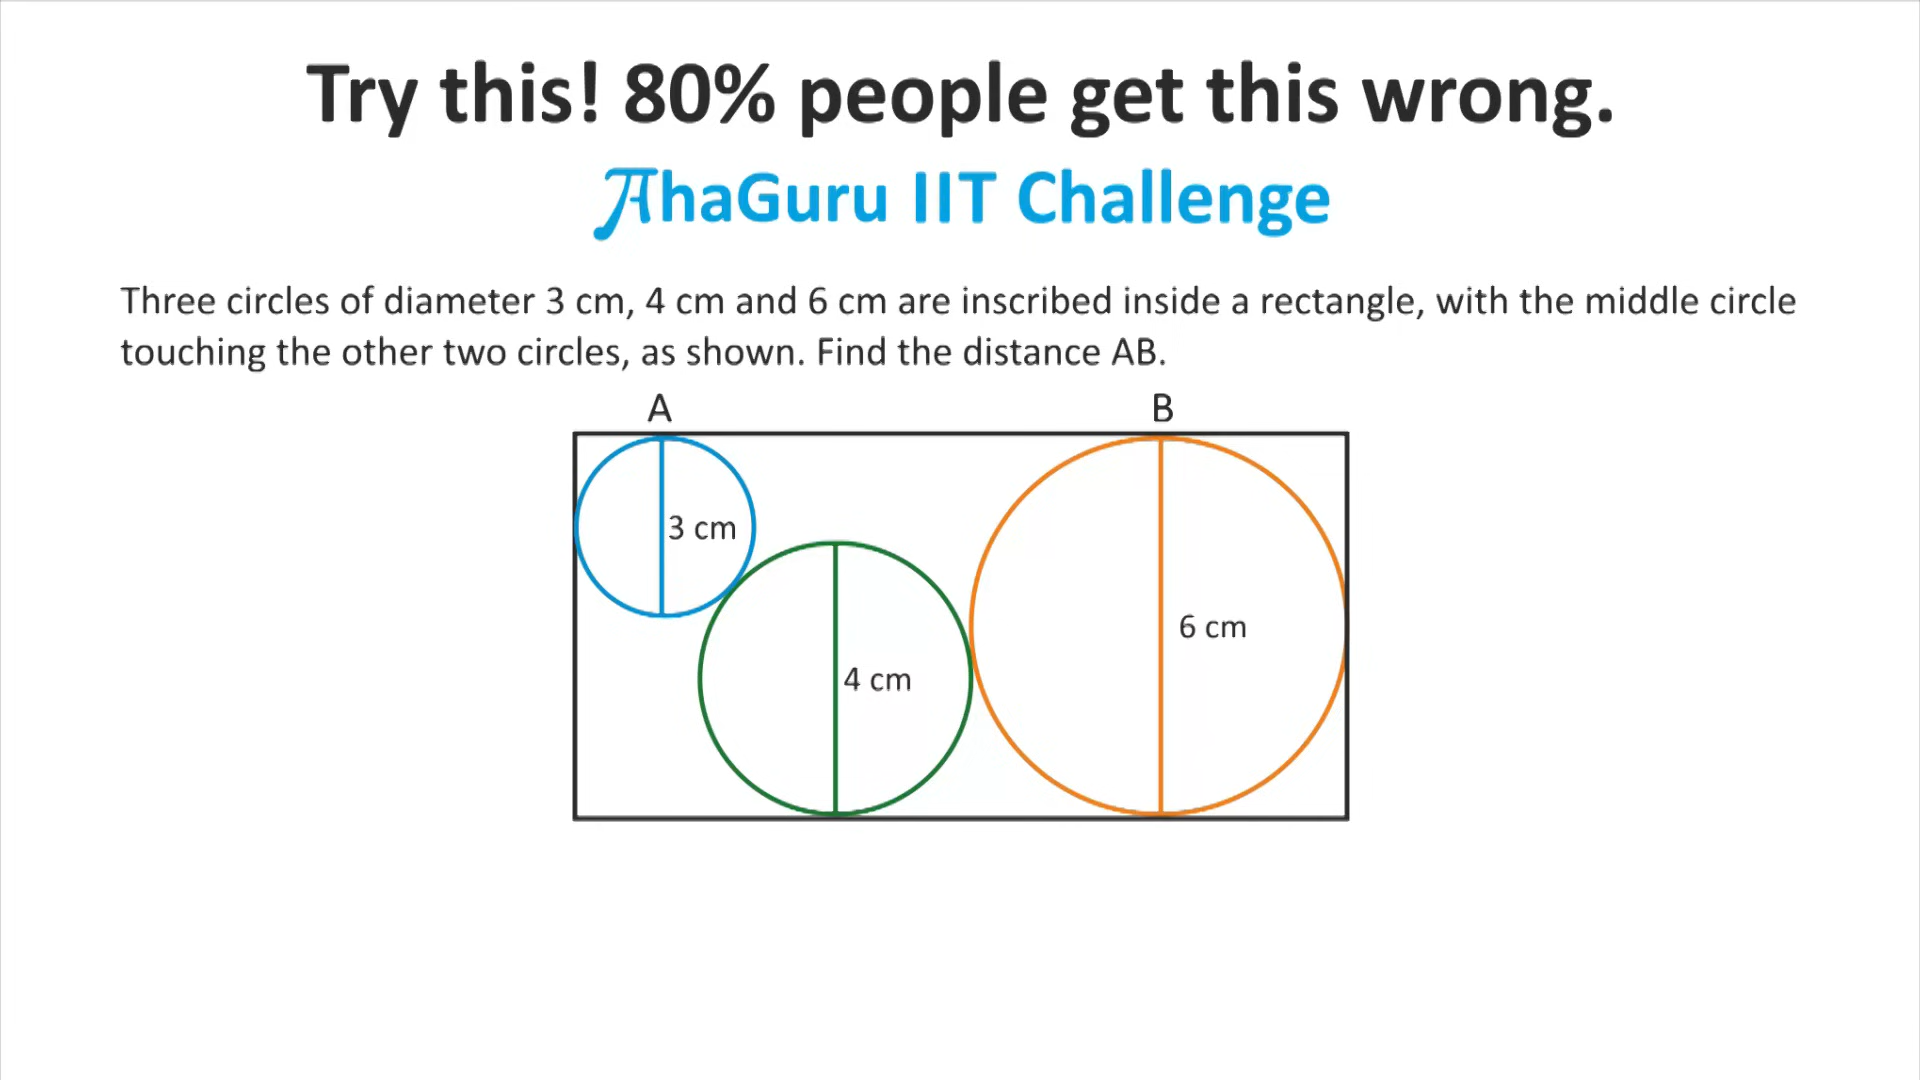 Try this! 80% people get this wrong.
AhaGuru IIT Challenge
Three circles of diameter 3 cm, 4 cm and 6 cm are inscribed inside a rectangle, with the middle circle
touching the other two circles, as shown. Find the distance AB.
A B
3 cm
6 cm
4 cm